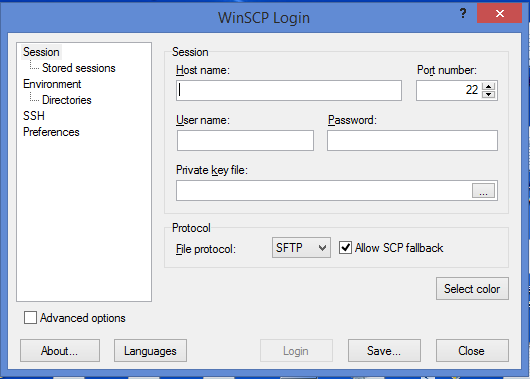 WinSCP Login
?
Session
Stored sessions
Environment
Directories
SSH
Preferences
Session
Host name:
Port number:
22
User name:
Password:
Private key file:
...
Protocol
File protocol:
SFTP
Allow SCP fallback
Select color
Advanced options
About...
Languages
Login
Save...
Close